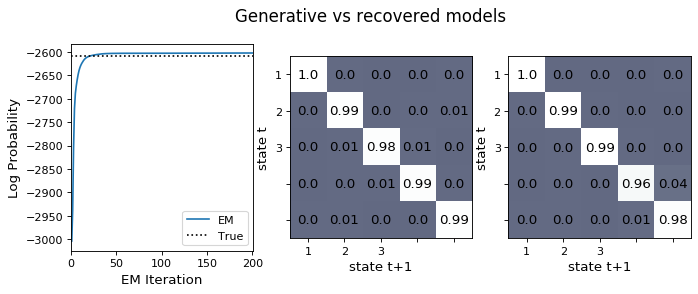 Generative vs recovered models
Log Probability
−2600
−2650
−2700
−2750
−2800
−2850
−2900
−2950
−3000
0 50 100 150 200
EM Iteration
EM
True
state t
1 1.0 0.0 0.0 0.0 0.0
2 0.0 0.99 0.0 0.0 0.01
3 0.0 0.01 0.98 0.01 0.0
0.0 0.0 0.01 0.99 0.0
0.0 0.01 0.0 0.0 0.99
1 2 3
state t+1
state t
1 1.0 0.0 0.0 0.0 0.0
2 0.0 0.99 0.0 0.0 0.0
3 0.0 0.0 0.99 0.0 0.0
0.0 0.0 0.0 0.96 0.04
0.0 0.0 0.0 0.01 0.98
1 2 3
state t+1